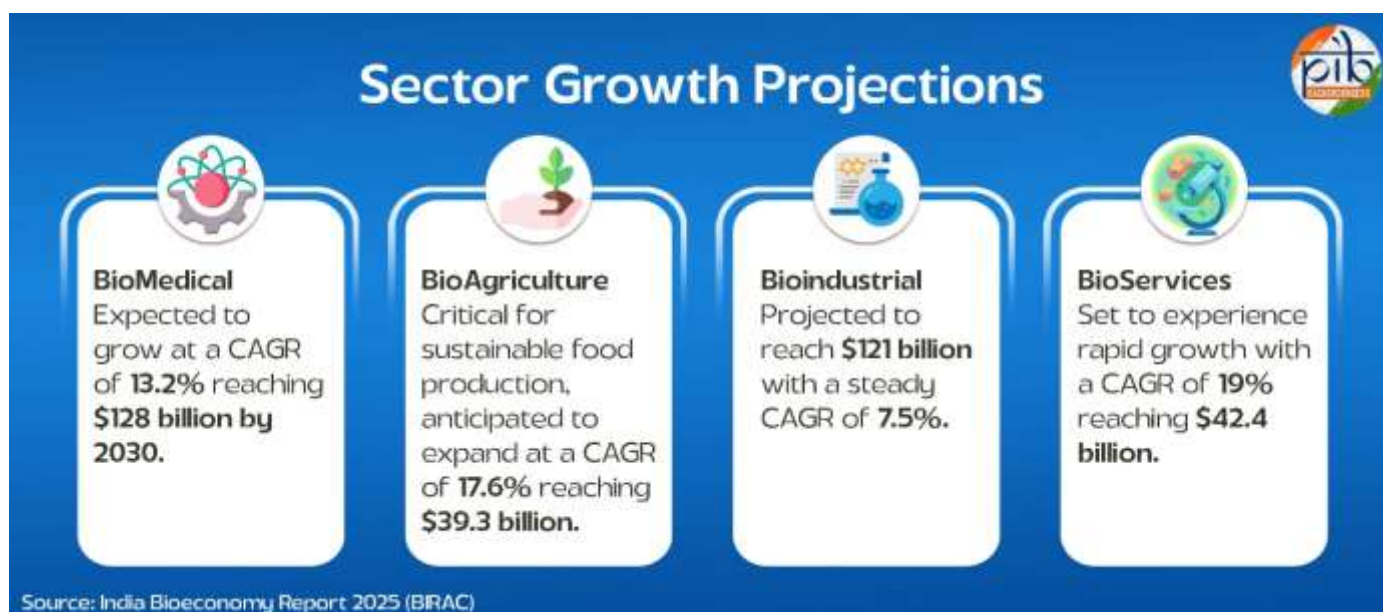 Sector Growth Projections
pib
BioMedical
Expected to
grow at a CAGR
of 13.2% reaching
$128 billion by
2030.
BioAgriculture
Critical for
sustainable food
production,
anticipated to
expand at a CAGR
of 17.6% reaching
$39.3 billion.
Bioindustrial
Projected to
reach $121 billion
with a steady
CAGR of 7.5%.
BioServices
Set to experience
rapid growth with
a CAGR of 19%
reaching $42.4
billion.
Source: India Bioeconomy Report 2025 (BIRAC)